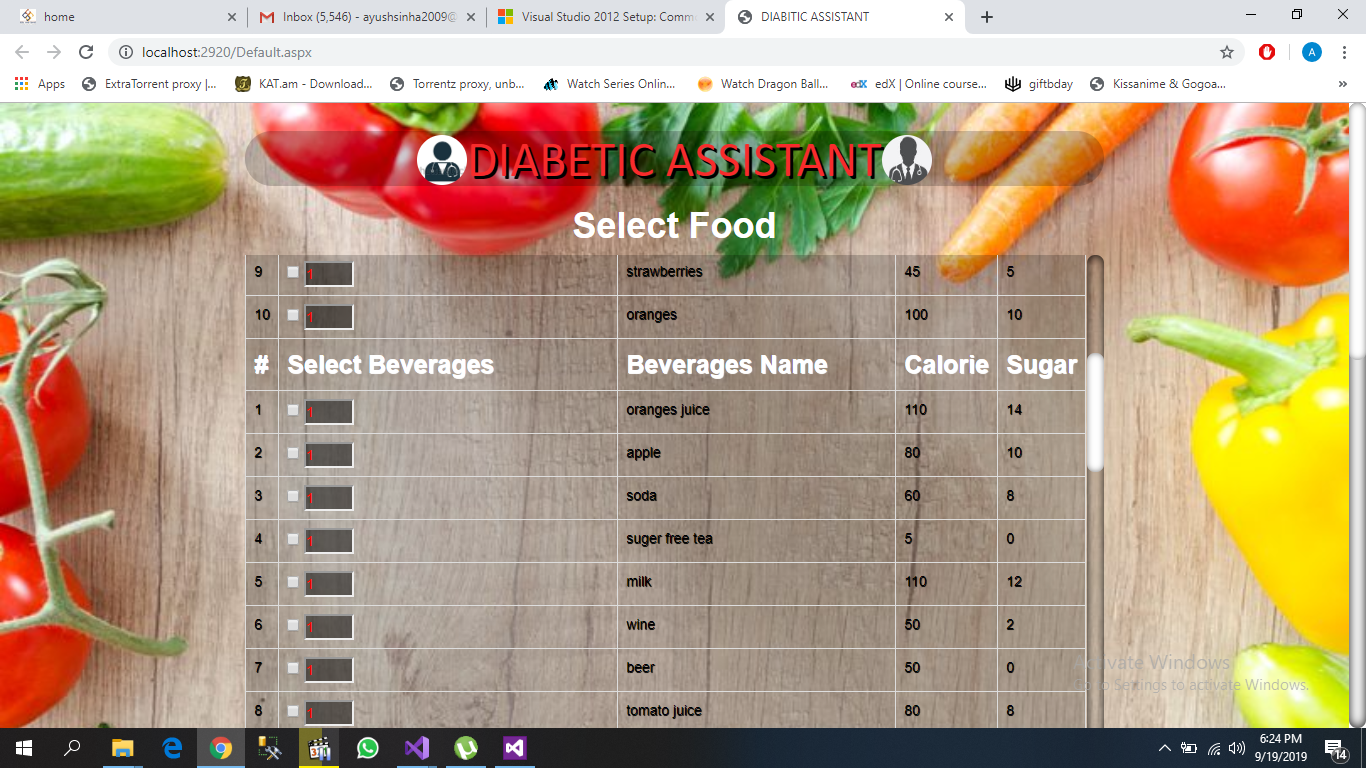 home
Inbox (5,546) - ayushsinha2009@
Visual Studio 2012 Setup: Comm
DIABITIC ASSISTANT
localhost:2920/Default.aspx
A
Apps
ExtraTorrent proxy |...
KAT.am - Download...
Torrentz proxy, unb...
Watch Series Onlin...
Watch Dragon Ball...
edX | Online course...
giftbday
Kissanime & Gogoa...
»
DIABETIC ASSISTANT
Select Food
9 1 strawberries 45 5
10 1 oranges 100 10
# Select Beverages Beverages Name Calorie Sugar
1 1 oranges juice 110 14
2 1 apple 80 10
3 1 soda 60 8
4 1 suger free tea 5 0
5 1 milk 110 12
6 1 wine 50 2
7 1 beer 50 0
8 1 tomato juice 80 8
Activate Windows
Go to Settings to activate Windows.
6:24 PM
9/19/2019
14